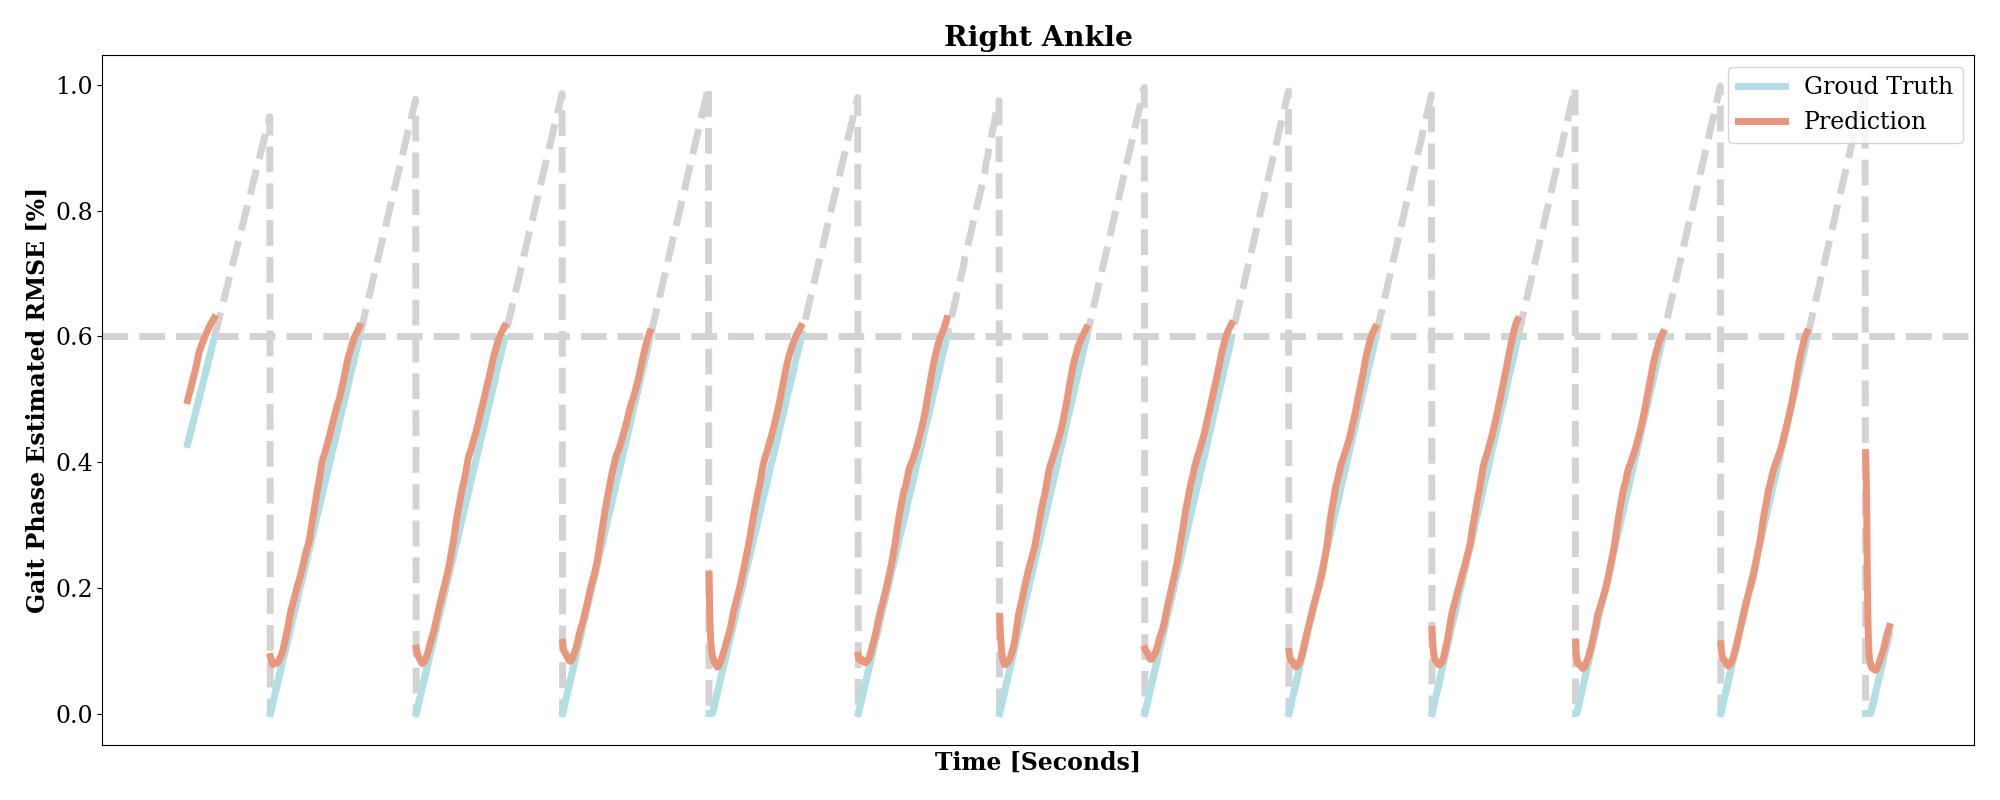 Right Ankle
Gait Phase Estimated RMSE [%]
1.0
0.8
0.6
0.4
0.2
0.0
Groud Truth
Prediction
Time [Seconds]